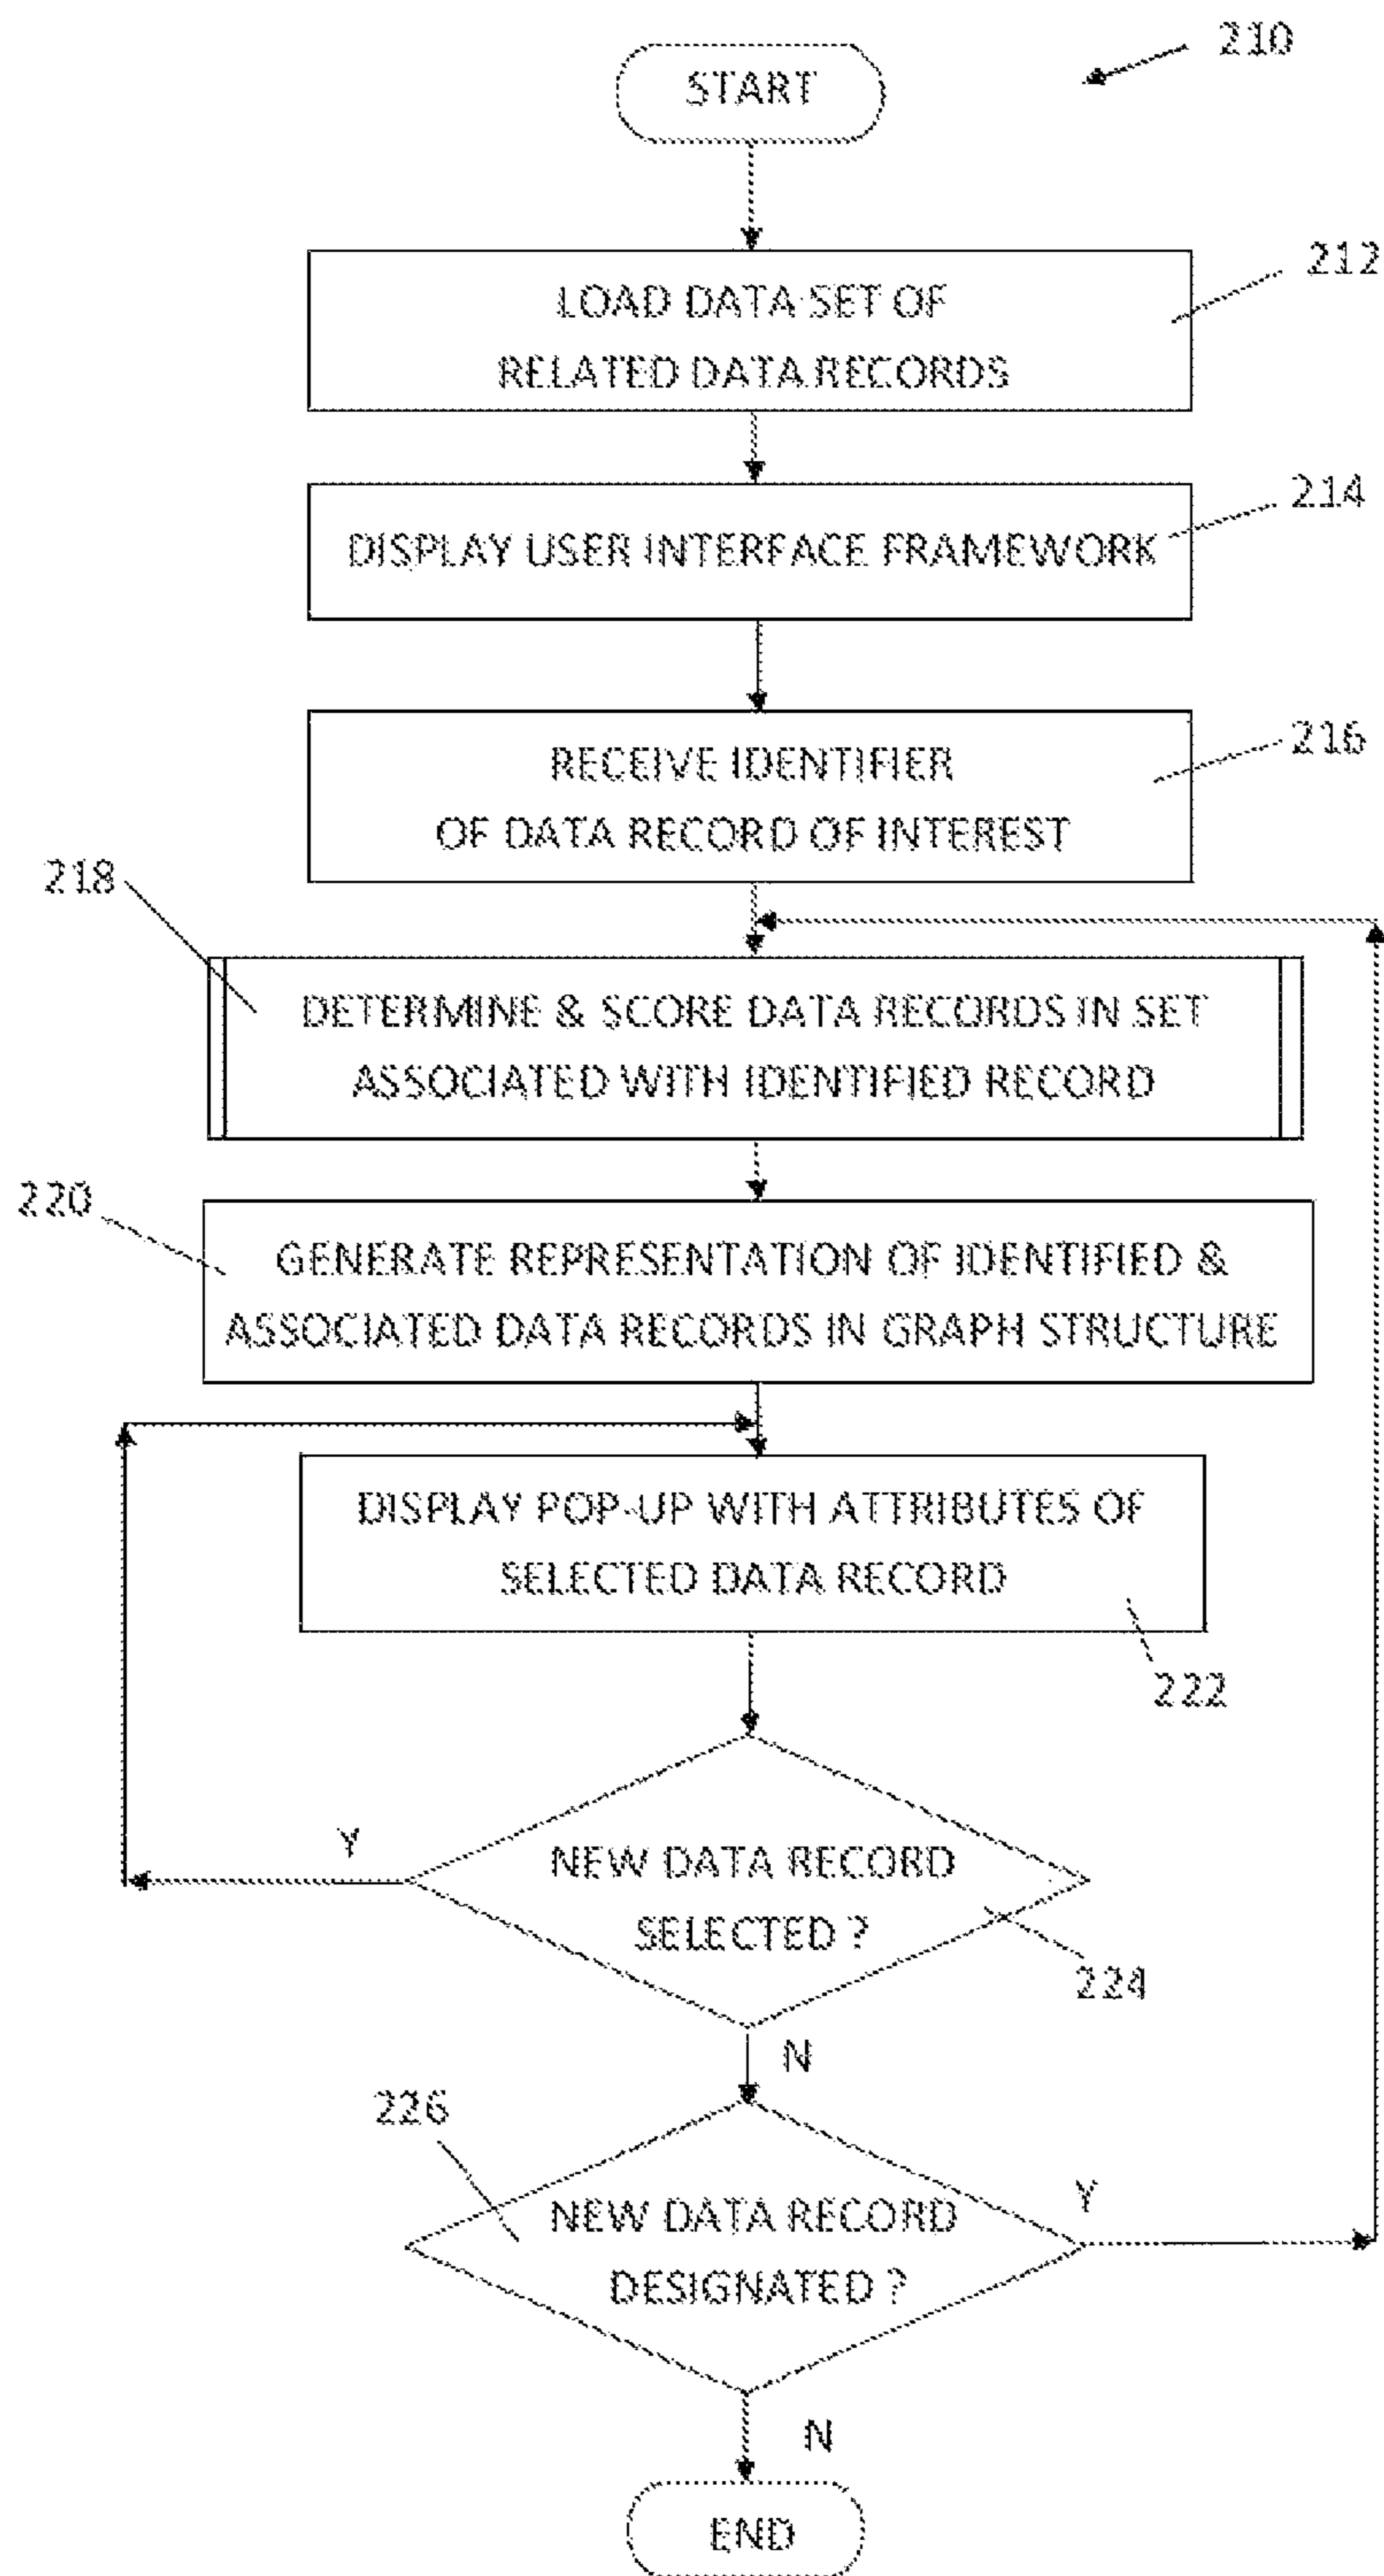 210
START
212
LOAD DATA SET OF
RELATED DATA RECORDS
214
DISPLAY USER INTERFACE FRAMEWORK
216
RECEIVE IDENTIFIER
OF DATA RECORD OF INTEREST
218
DETERMINE & SCORE DATA RECORDS IN SET
ASSOCIATED WITH IDENTIFIED RECORD
220
GENERATE REPRESENTATION OF IDENTIFIED &
ASSOCIATED DATA RECORDS IN GRAPH STRUCTURE
DISPLAY POP-UP WITH ATTRIBUTES OF
SELECTED DATA RECORD
222
Y
NEW DATA RECORD
SELECTED ?
224
N
226
NEW DATA RECORD
DESIGNATED ?
Y
N
END